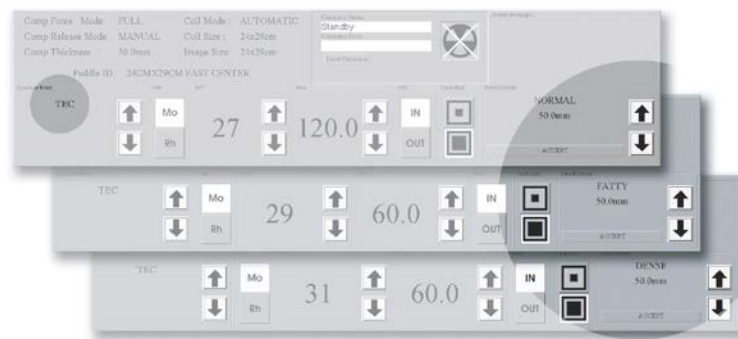 Comp Force Mode: FULL Coll Mode: AUTOMATIC
Comp Release Mode MANUAL Coll Size: 24x29cm
Comp Thickness: 50.0mm Image Size: 24x29cm
Paddle ID: 24CMX29CM FAST CENTER
Standby
TEC Mo Rh 27 120.0 IN OUT NORMAL 50.0mm ACCEPT
TEC Mo Rh 29 60.0 IN OUT FATTY 50.0mm ACCEPT
TEC Mo Rh 31 60.0 IN OUT DENSE 50.0mm ACCEPT